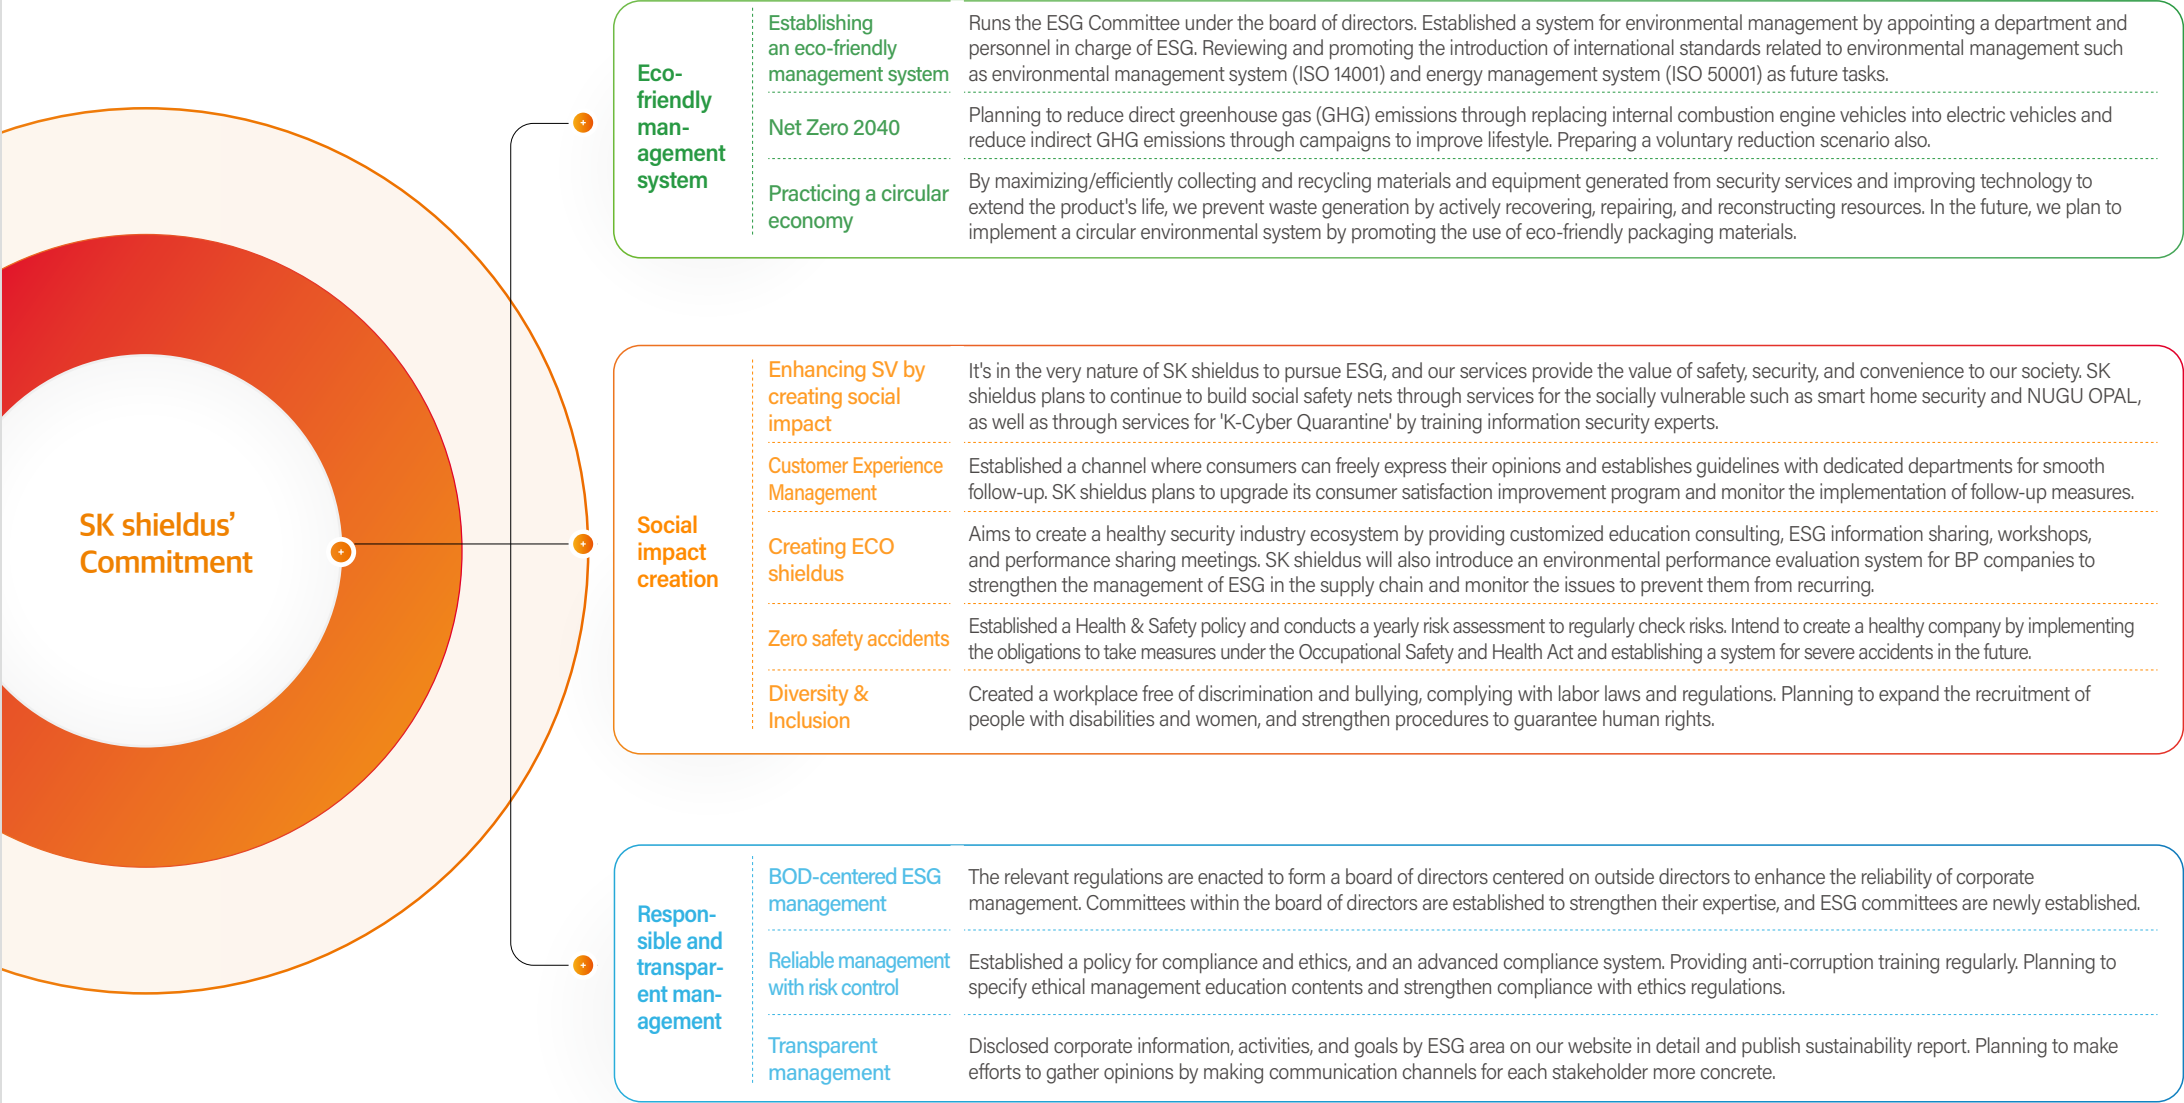 SK shieldus’
Commitment
Eco-
friendly
man-
agement
system
Establishing
an eco-friendly
management system
Runs the ESG Committee under the board of directors. Established a system for environmental management by appointing a department and
personnel in charge of ESG. Reviewing and promoting the introduction of international standards related to environmental management such
as environmental management system (ISO 14001) and energy management system (ISO 50001) as future tasks.
Net Zero 2040
Planning to reduce direct greenhouse gas (GHG) emissions through replacing internal combustion engine vehicles into electric vehicles and
reduce indirect GHG emissions through campaigns to improve lifestyle. Preparing a voluntary reduction scenario also.
Practicing a circular
economy
By maximizing/efficiently collecting and recycling materials and equipment generated from security services and improving technology to
extend the product's life, we prevent waste generation by actively recovering, repairing, and reconstructing resources. In the future, we plan to
implement a circular environmental system by promoting the use of eco-friendly packaging materials.
Social
impact
creation
Enhancing SV by
creating social
impact
It's in the very nature of SK shieldus to pursue ESG, and our services provide the value of safety, security, and convenience to our society. SK
shieldus plans to continue to build social safety nets through services for the socially vulnerable such as smart home security and NUGU OPAL,
as well as through services for 'K-Cyber Quarantine' by training information security experts.
Customer Experience
Management
Established a channel where consumers can freely express their opinions and establishes guidelines with dedicated departments for smooth
follow-up. SK shieldus plans to upgrade its consumer satisfaction improvement program and monitor the implementation of follow-up measures.
Creating ECO
shieldus
Aims to create a healthy security industry ecosystem by providing customized education consulting, ESG information sharing, workshops,
and performance sharing meetings. SK shieldus will also introduce an environmental performance evaluation system for BP companies to
strengthen the management of ESG in the supply chain and monitor the issues to prevent them from recurring.
Zero safety accidents
Established a Health & Safety policy and conducts a yearly risk assessment to regularly check risks. Intend to create a healthy company by implementing
the obligations to take measures under the Occupational Safety and Health Act and establishing a system for severe accidents in the future.
Diversity &
Inclusion
Created a workplace free of discrimination and bullying, complying with labor laws and regulations. Planning to expand the recruitment of
people with disabilities and women, and strengthen procedures to guarantee human rights.
Respon-
sible and
transpar-
ent man-
agement
BOD-centered ESG
management
The relevant regulations are enacted to form a board of directors centered on outside directors to enhance the reliability of corporate
management. Committees within the board of directors are established to strengthen their expertise, and ESG committees are newly established.
Reliable management
with risk control
Established a policy for compliance and ethics, and an advanced compliance system. Providing anti-corruption training regularly. Planning to
specify ethical management education contents and strengthen compliance with ethics regulations.
Transparent
management
Disclosed corporate information, activities, and goals by ESG area on our website in detail and publish sustainability report. Planning to make
efforts to gather opinions by making communication channels for each stakeholder more concrete.